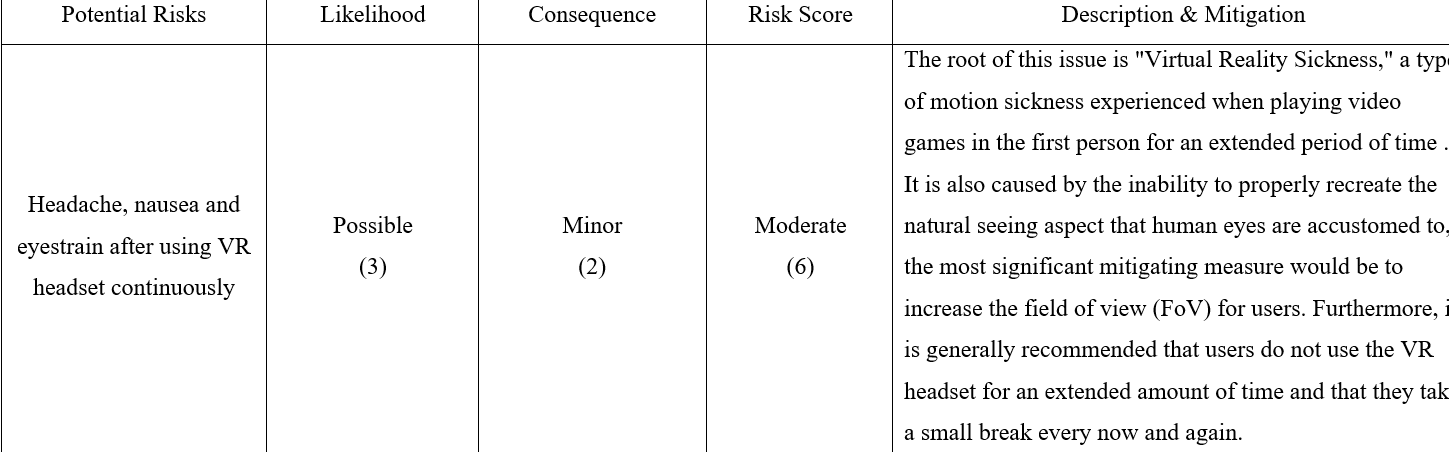 Potential Risks Likelihood Consequence Risk Score Description & Mitigation
Headache, nausea and
eyestrain after using VR
headset continuously
Possible
(3)
Minor
(2)
Moderate
(6)
The root of this issue is "Virtual Reality Sickness," a type
of motion sickness experienced when playing video
games in the first person for an extended period of time .
It is also caused by the inability to properly recreate the
natural seeing aspect that human eyes are accustomed to,
the most significant mitigating measure would be to
increase the field of view (FoV) for users. Furthermore, i
is generally recommended that users do not use the VR
headset for an extended amount of time and that they tak
a small break every now and again.